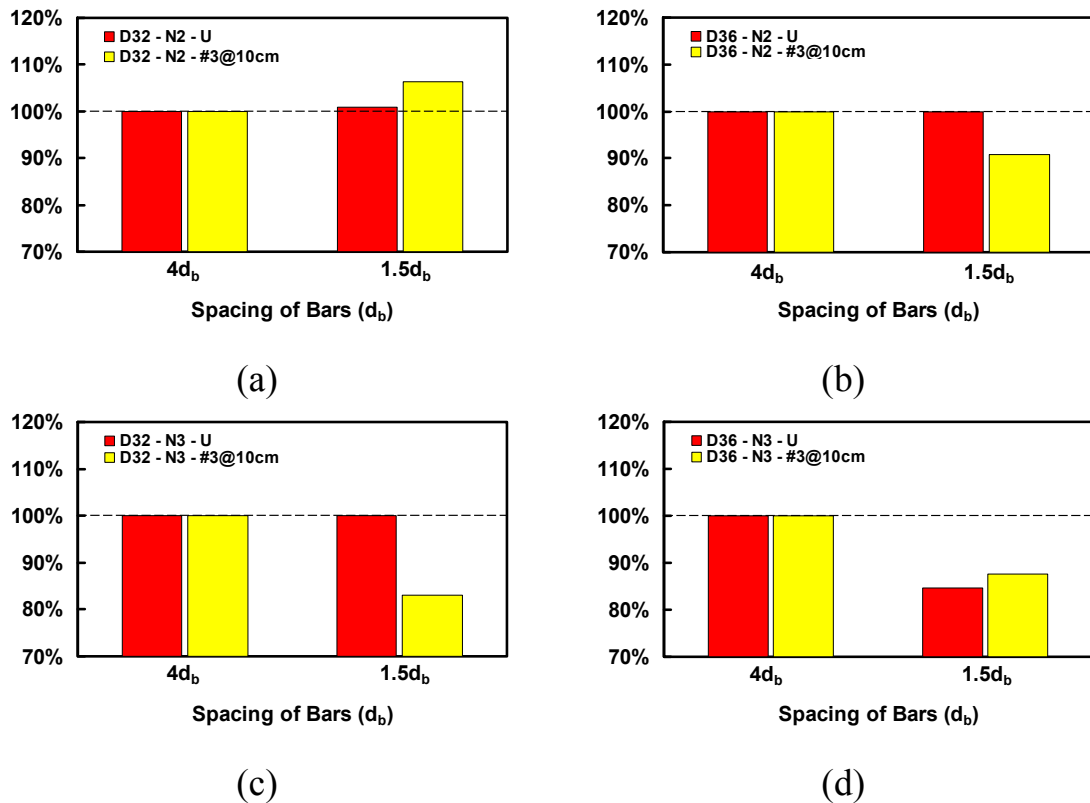 120%
D32 - N2 - U
D32 - N2 - #3@10cm
110%
100%
90%
80%
70%
4db
1.5db
Spacing of Bars (db)
(a)
120%
D36 - N2 - U
D36 - N2 - #3@10cm
110%
100%
90%
80%
70%
4db
1.5db
Spacing of Bars (db)
(b)
120%
D32 - N3 - U
D32 - N3 - #3@10cm
110%
100%
90%
80%
70%
4db
1.5db
Spacing of Bars (db)
(c)
120%
D36 - N3 - U
D36 - N3 - #3@10cm
110%
100%
90%
80%
70%
4db
1.5db
Spacing of Bars (db)
(d)